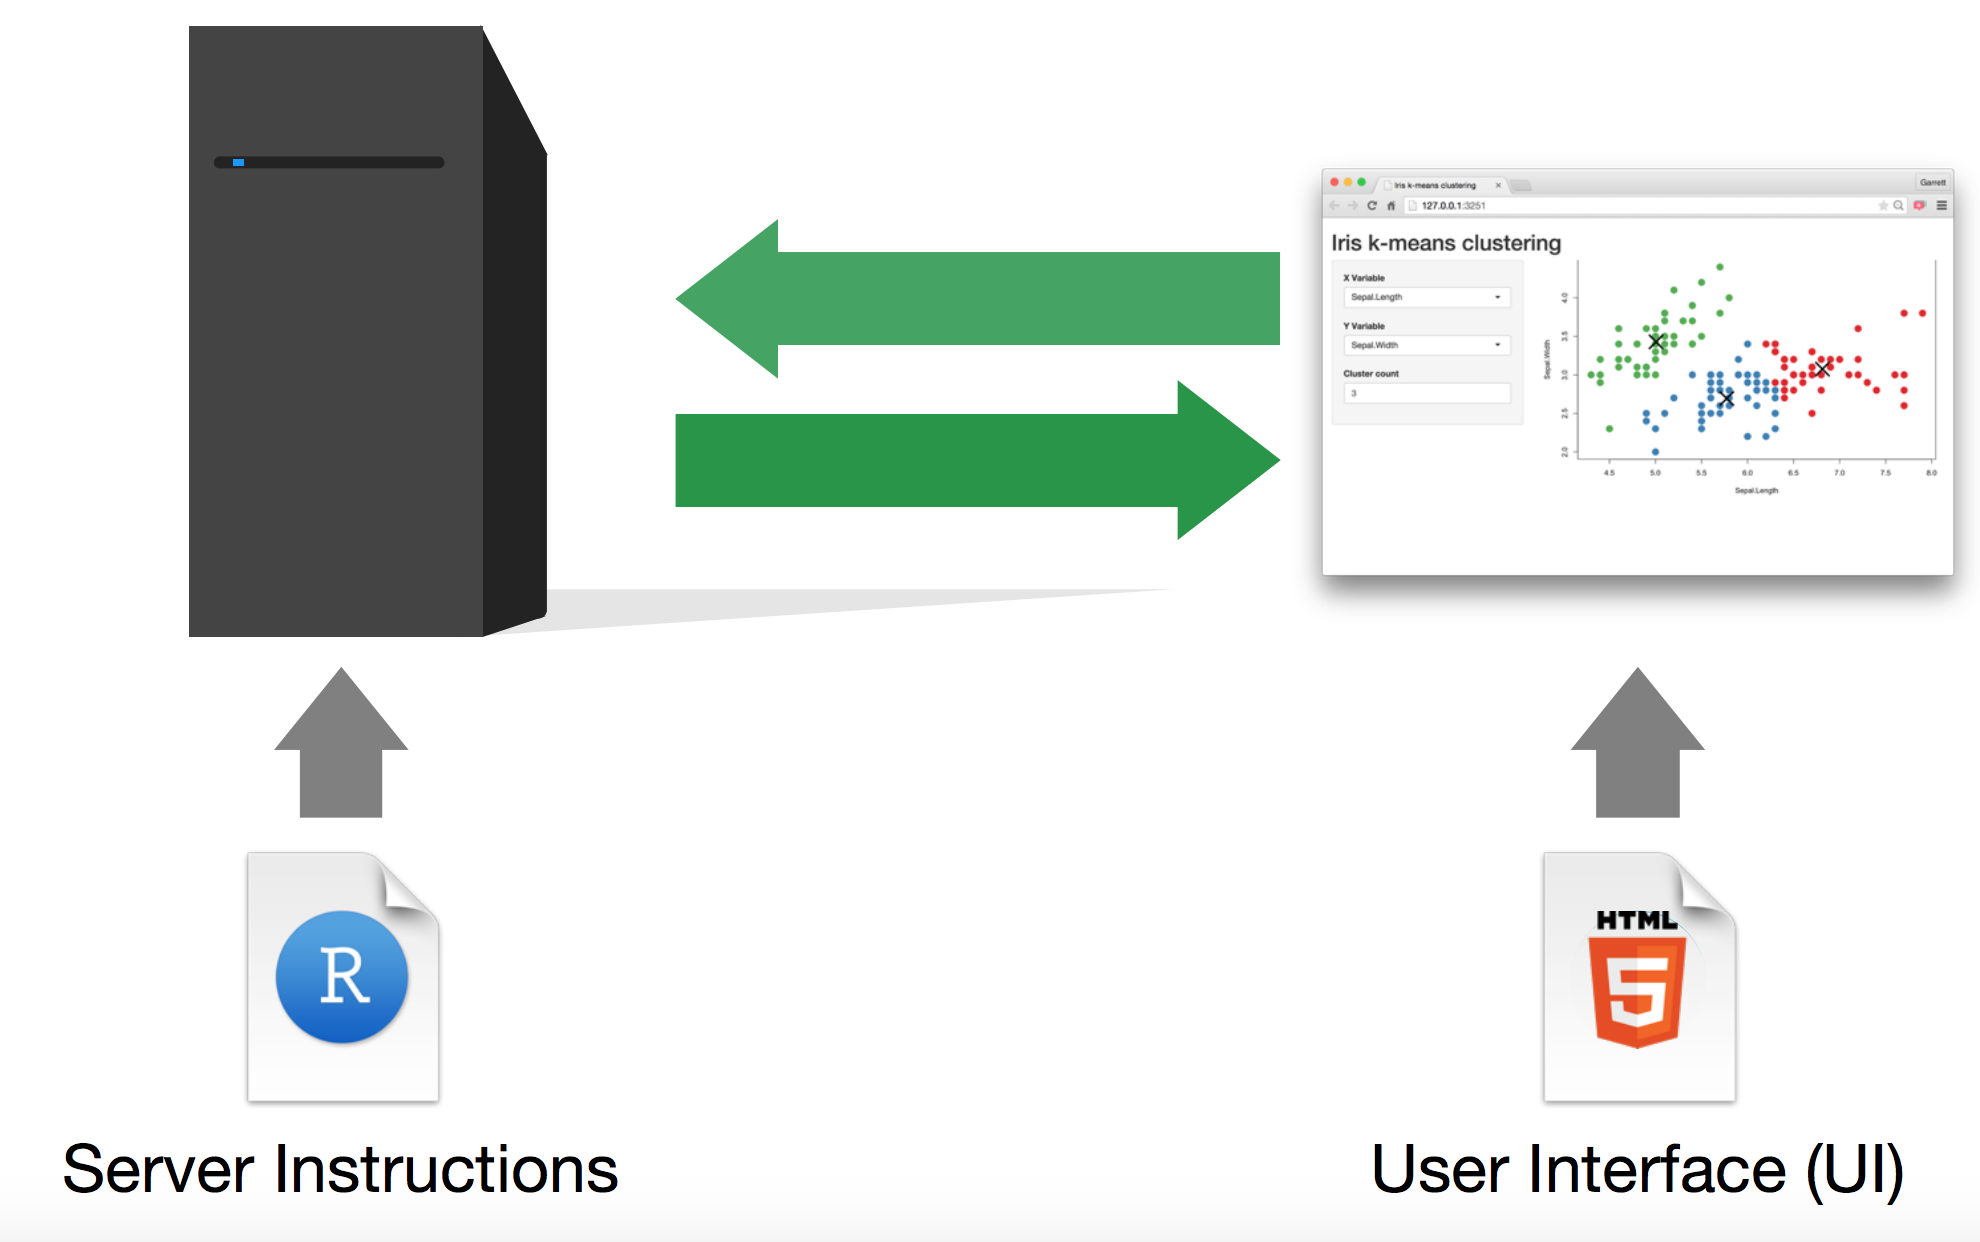 Iris k-means clustering
Garrett
127.0.0.1:3251
Iris k-means clustering
X Variable
Sepal.Length
Y Variable
Sepal.Width
Cluster count
3
Sepal.Width
4.0
3.5
3.0
2.5
2.0
4.5 5.0 5.5 6.0 6.5 7.0 7.5 8.0
Sepal.Length
R
HTML
5
Server Instructions
User Interface (UI)